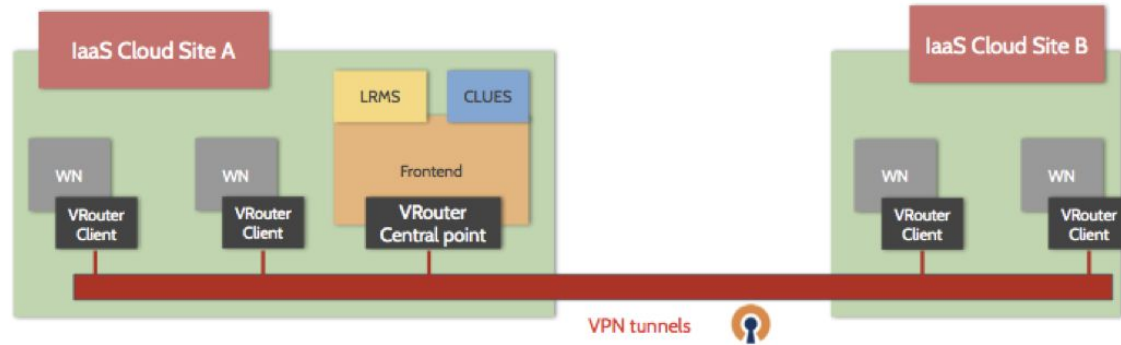 IaaS Cloud Site A
IaaS Cloud Site B
LRMS
CLUES
WN
WN
Frontend
WN
WN
VRouter
Client
VRouter
Client
VRouter
Central point
VRouter
Client
VRouter
Client
VPN tunnels